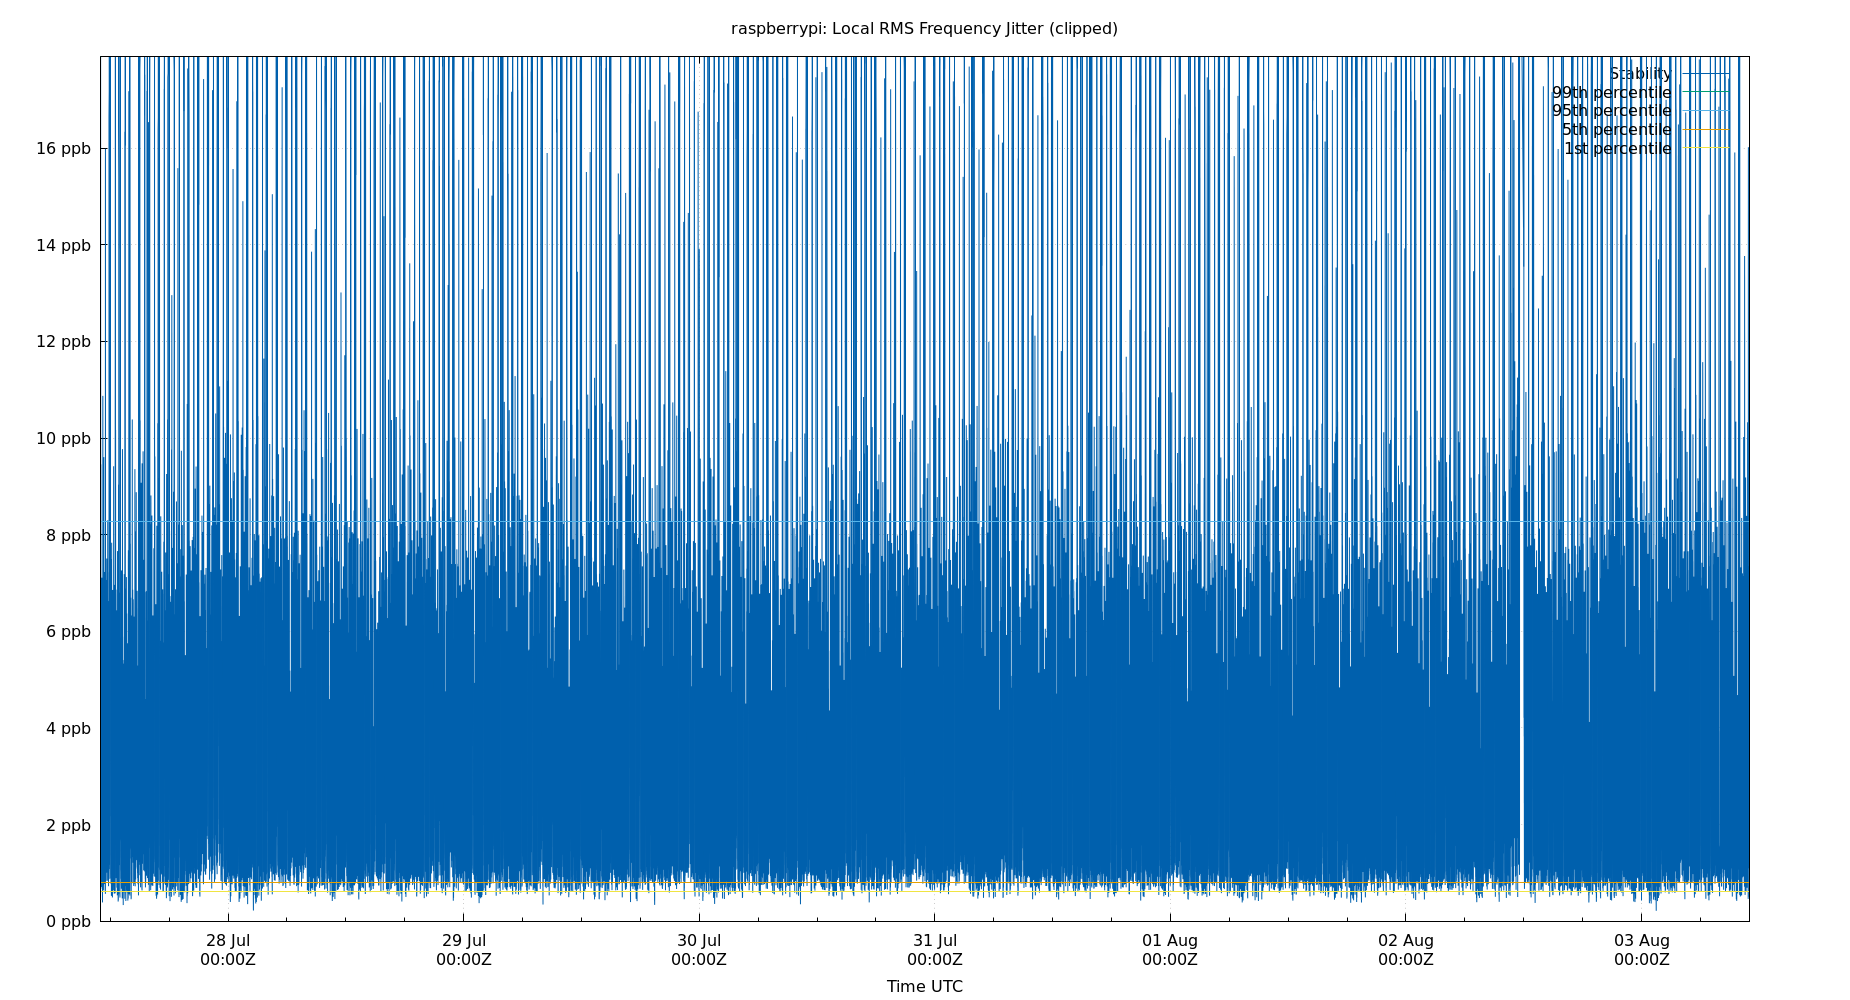 raspberrypi: Local RMS Frequency Jitter (clipped)
Stability
99th percentile
95th percentile
5th percentile
1st percentile
16 ppb
14 ppb
12 ppb
10 ppb
8 ppb
6 ppb
4 ppb
2 ppb
0 ppb
28 Jul 29 Jul 30 Jul 31 Jul 01 Aug 02 Aug 03 Aug
00:00Z 00:00Z 00:00Z 00:00Z 00:00Z 00:00Z 00:00Z
Time UTC